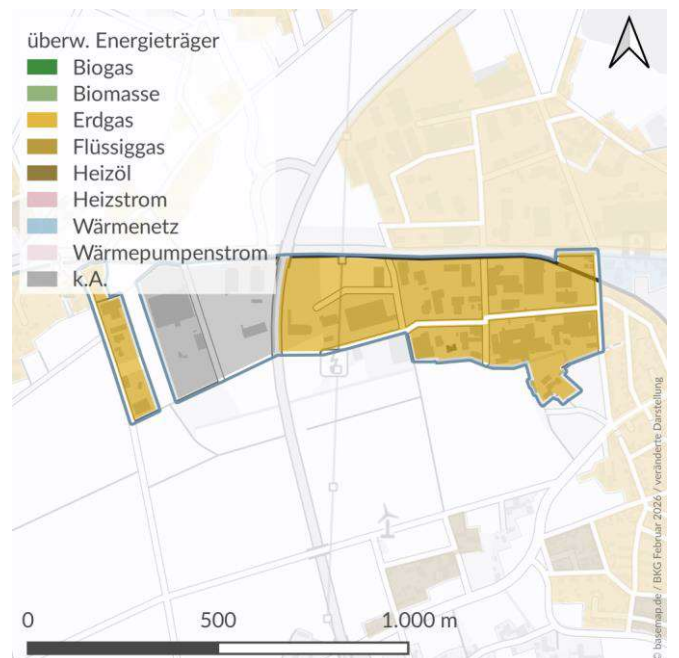 überw. Energieträger
Biogas
Biomasse
Erdgas
Flüssiggas
Heizöl
Heizstrom
Wärmenetz
Wärmepumpenstrom
k.A.
P
0 500 1.000 m
© basemap.de / BKG Februar 2026 / veränderte Darstellung